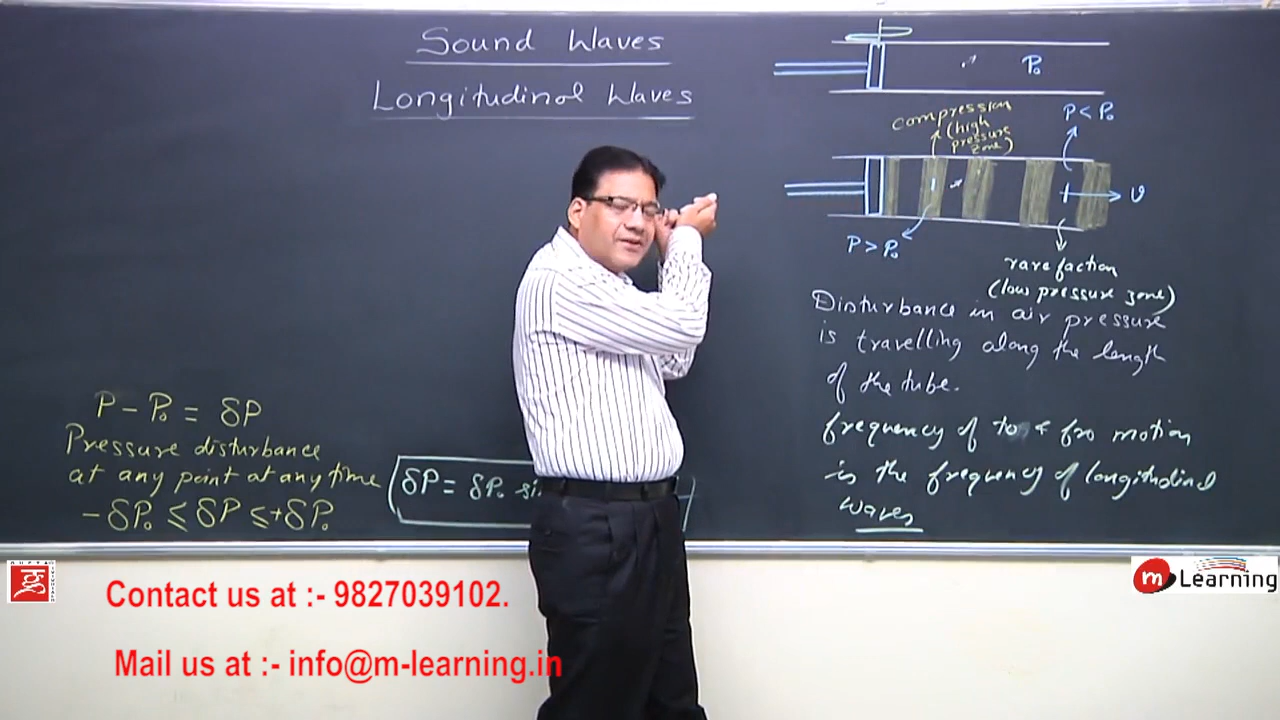 Sound Waves
Longitudinal Waves
P₀
compression
(high
pressure
zone)
P < P₀
v
P > P₀
rarefaction
(low pressure zone)
Disturbance in air pressure
is travelling along the length
of the tube.
frequency of to & fro motion
is the frequency of longitudinal
waves
P - P₀ = δP
Pressure disturbance
at any point at any time
-δP₀ ≤ δP ≤ +δP₀
δP = δP₀ si
GUPTA
Contact us at :- 9827039102.
Mail us at :- info@m-learning.in
m Learning